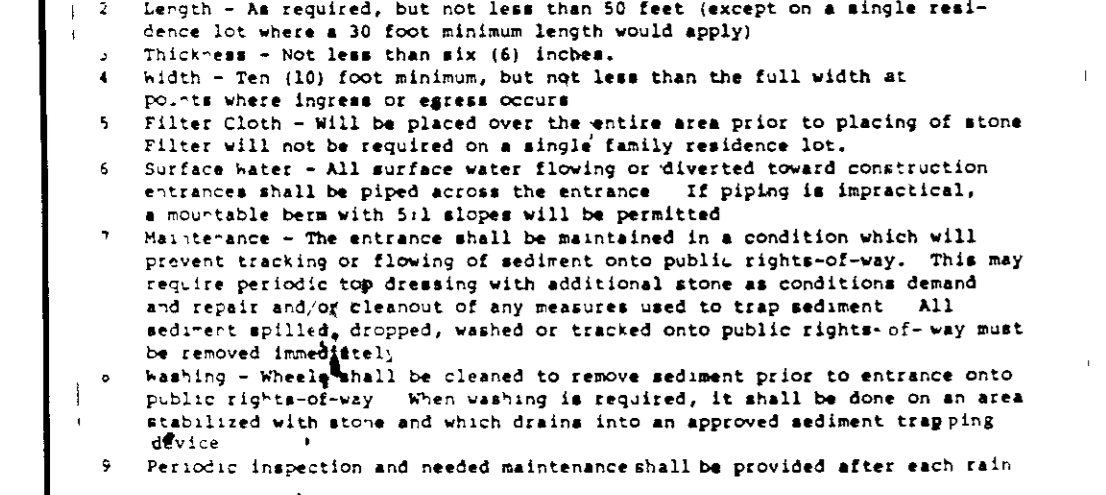 2 Length - As required, but not less than 50 feet (except on a single resi-
dence lot where a 30 foot minimum length would apply)
Thickness - Not less than six (6) inches.
4 Width - Ten (10) foot minimum, but not less than the full width at
points where ingress or egress occurs
5 Filter Cloth - Will be placed over the entire area prior to placing of stone
Filter will not be required on a single family residence lot.
6 Surface Water - All surface water flowing or diverted toward construction
entrances shall be piped across the entrance If piping is impractical,
a mountable berm with 5:1 slopes will be permitted
7 Maintenance - The entrance shall be maintained in a condition which will
prevent tracking or flowing of sediment onto public rights-of-way. This may
require periodic top dressing with additional stone as conditions demand
and repair and/or cleanout of any measures used to trap sediment All
sediment spilled, dropped, washed or tracked onto public rights-of-way must
be removed immediately
Washing - Wheels shall be cleaned to remove sediment prior to entrance onto
public rights-of-way When washing is required, it shall be done on an area
stabilized with stone and which drains into an approved sediment trapping
device
9 Periodic inspection and needed maintenance shall be provided after each rain